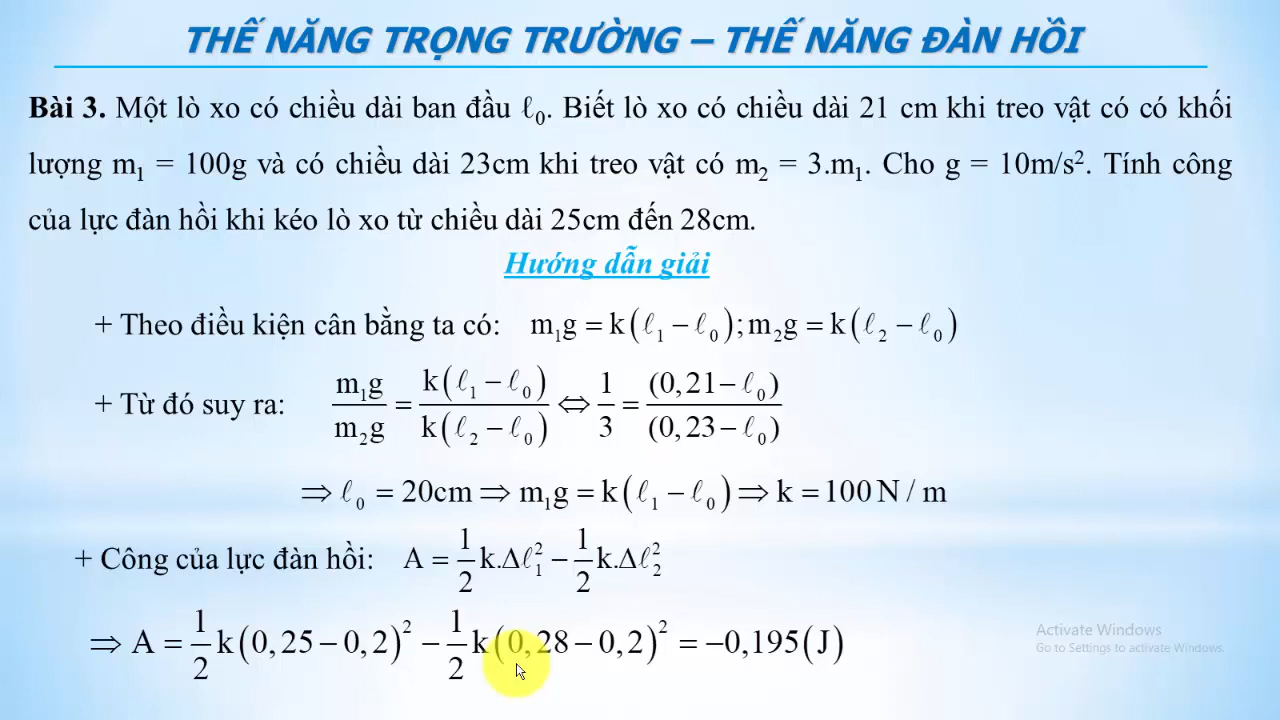 THẾ NĂNG TRỌNG TRƯỜNG – THẾ NĂNG ĐÀN HỒI
Bài 3. Một lò xo có chiều dài ban đầu ℓ₀. Biết lò xo có chiều dài 21 cm khi treo vật có có khối
lượng m₁ = 100g và có chiều dài 23cm khi treo vật có m₂ = 3.m₁. Cho g = 10m/s². Tính công
của lực đàn hồi khi kéo lò xo từ chiều dài 25cm đến 28cm.
Hướng dẫn giải
+ Theo điều kiện cân bằng ta có: m₁g = k(ℓ₁ − ℓ₀); m₂g = k(ℓ₂ − ℓ₀)
+ Từ đó suy ra: m₁g/m₂g = k(ℓ₁ − ℓ₀)/k(ℓ₂ − ℓ₀) ⇔ 1/3 = (0,21 − ℓ₀)/(0,23 − ℓ₀)
⇒ ℓ₀ = 20cm ⇒ m₁g = k(ℓ₁ − ℓ₀) ⇒ k = 100 N / m
+ Công của lực đàn hồi: A = 1/2 k.Δℓ₁² − 1/2 k.Δℓ₂²
⇒ A = 1/2 k(0,25 − 0,2)² − 1/2 k(0,28 − 0,2)² = −0,195(J)
Activate Windows
Go to Settings to activate Windows.